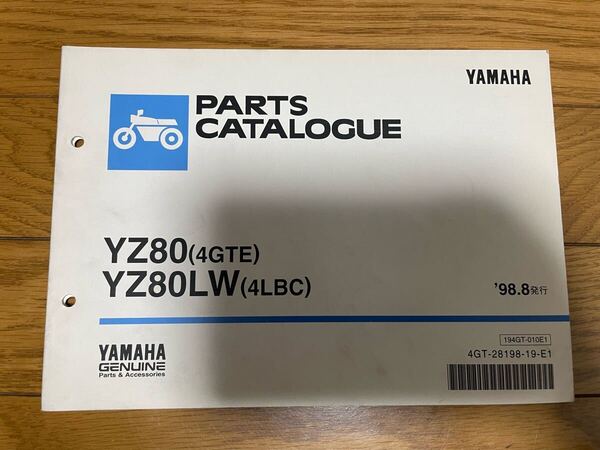 YAMAHA
PARTS
CATALOGUE
YZ80(4GTE)
YZ80LW(4LBC)
'98.8発行
194GT-010E1
4GT-28198-19-E1
YAMAHA
GENUINE
Parts & Accessories